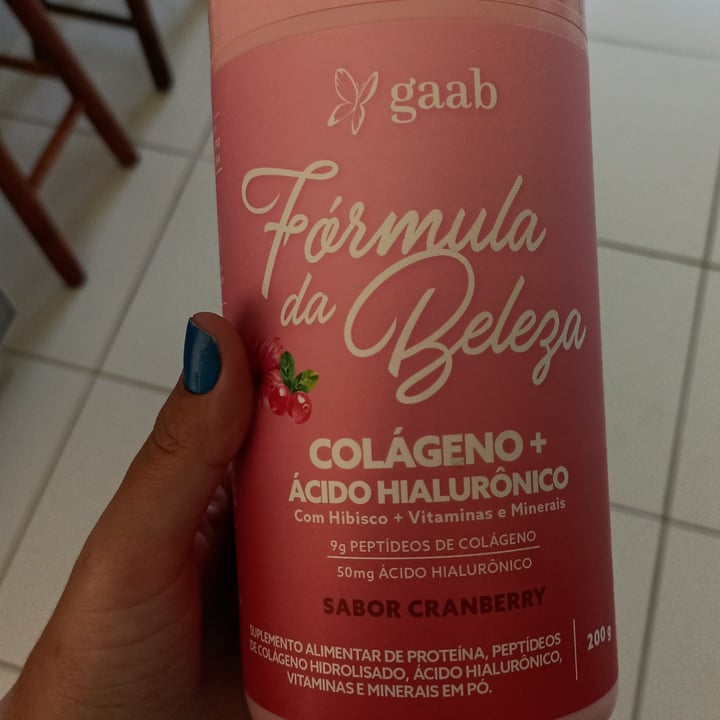 gaab
Fórmula
da Beleza
COLÁGENO +
ÁCIDO HIALURÔNICO
Com Hibisco + Vitaminas e Minerais
9g PEPTÍDEOS DE COLÁGENO
50mg ÁCIDO HIALURÔNICO
SABOR CRANBERRY
SUPLEMENTO ALIMENTAR DE PROTEÍNA, PEPTÍDEOS
DE COLÁGENO HIDROLISADO, ÁCIDO HIALURÔNICO,
VITAMINAS E MINERAIS EM PÓ.
200g